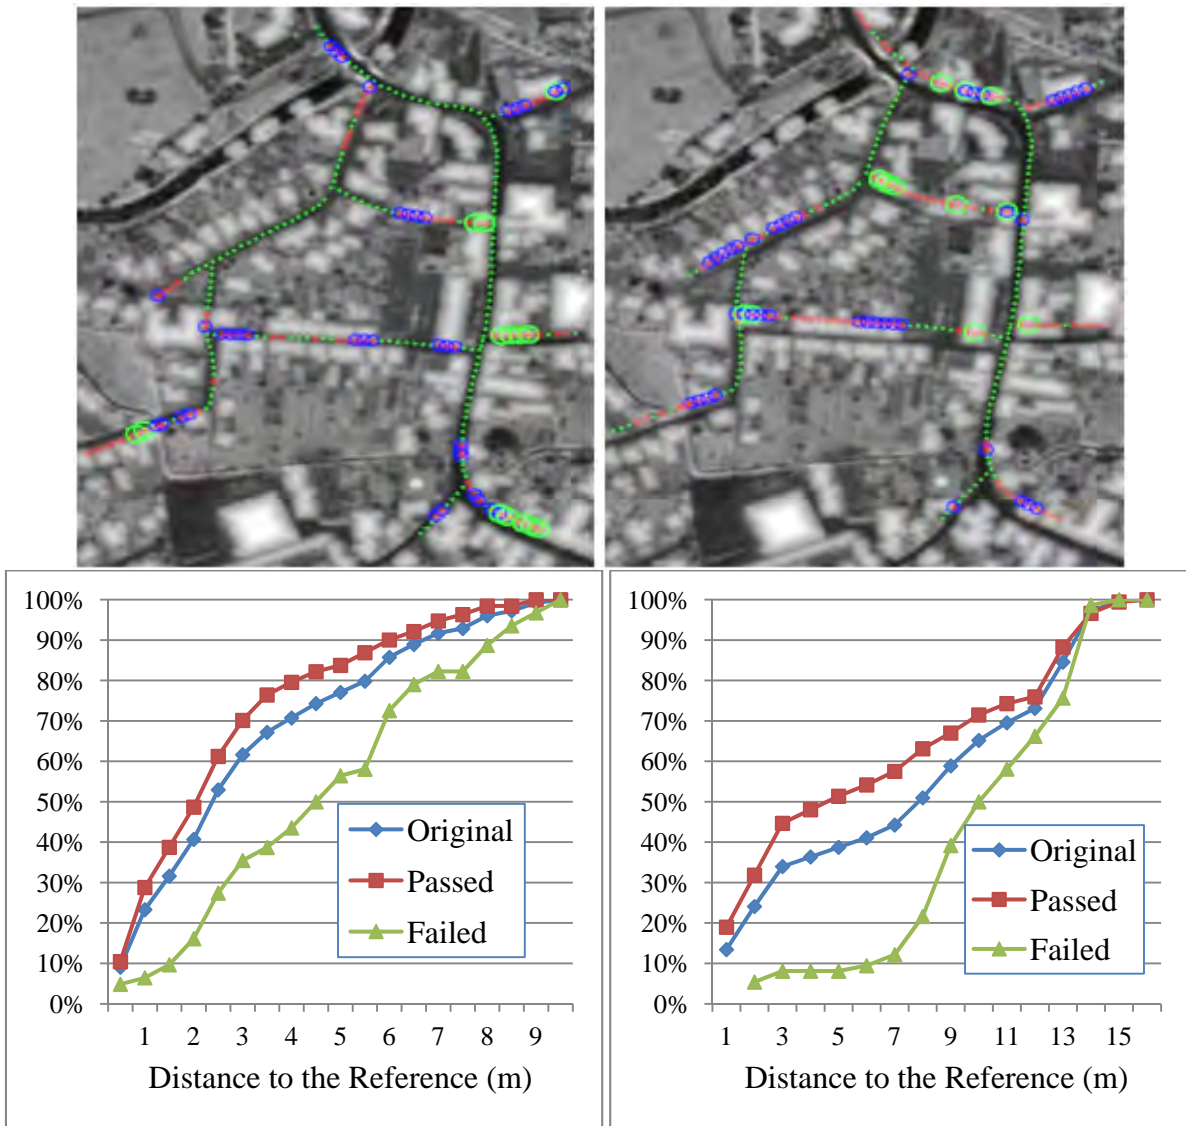 100%
90%
80%
70%
60%
50%
40%
30%
20%
10%
0%
Original
Passed
Failed
1 2 3 4 5 6 7 8 9
Distance to the Reference (m)
100%
90%
80%
70%
60%
50%
40%
30%
20%
10%
0%
Original
Passed
Failed
1 3 5 7 9 11 13 15
Distance to the Reference (m)